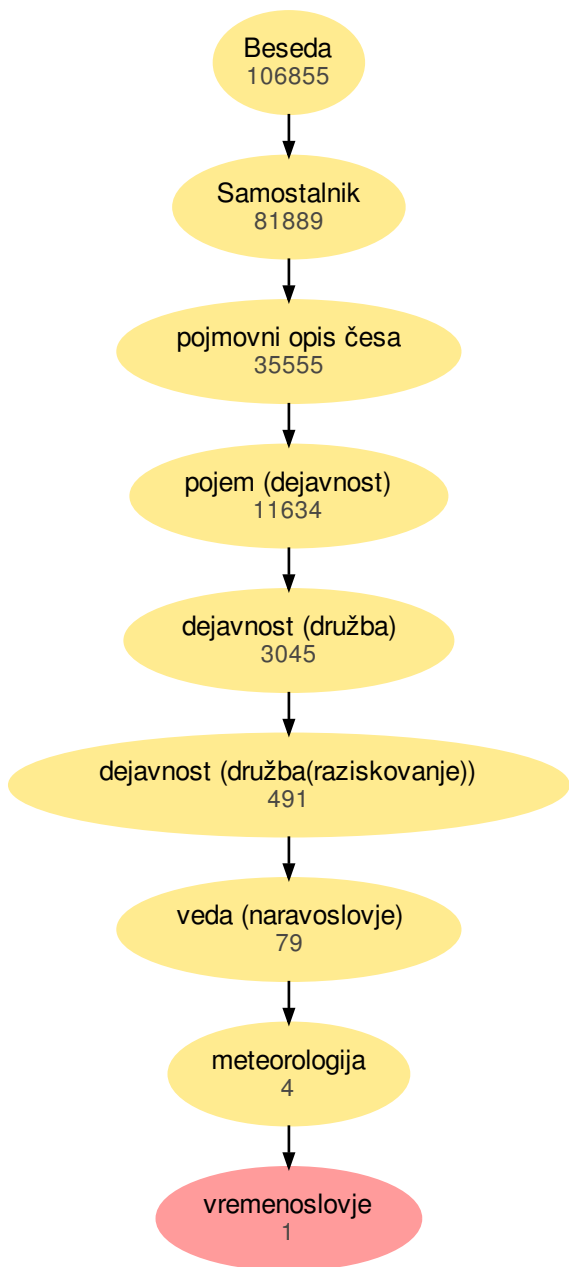 Beseda
106855
Samostalnik
81889
pojmovni opis česa
35555
pojem (dejavnost)
11634
dejavnost (družba)
3045
dejavnost (družba(raziskovanje))
491
veda (naravoslovje)
79
meteorologija
4
vremenoslovje
1